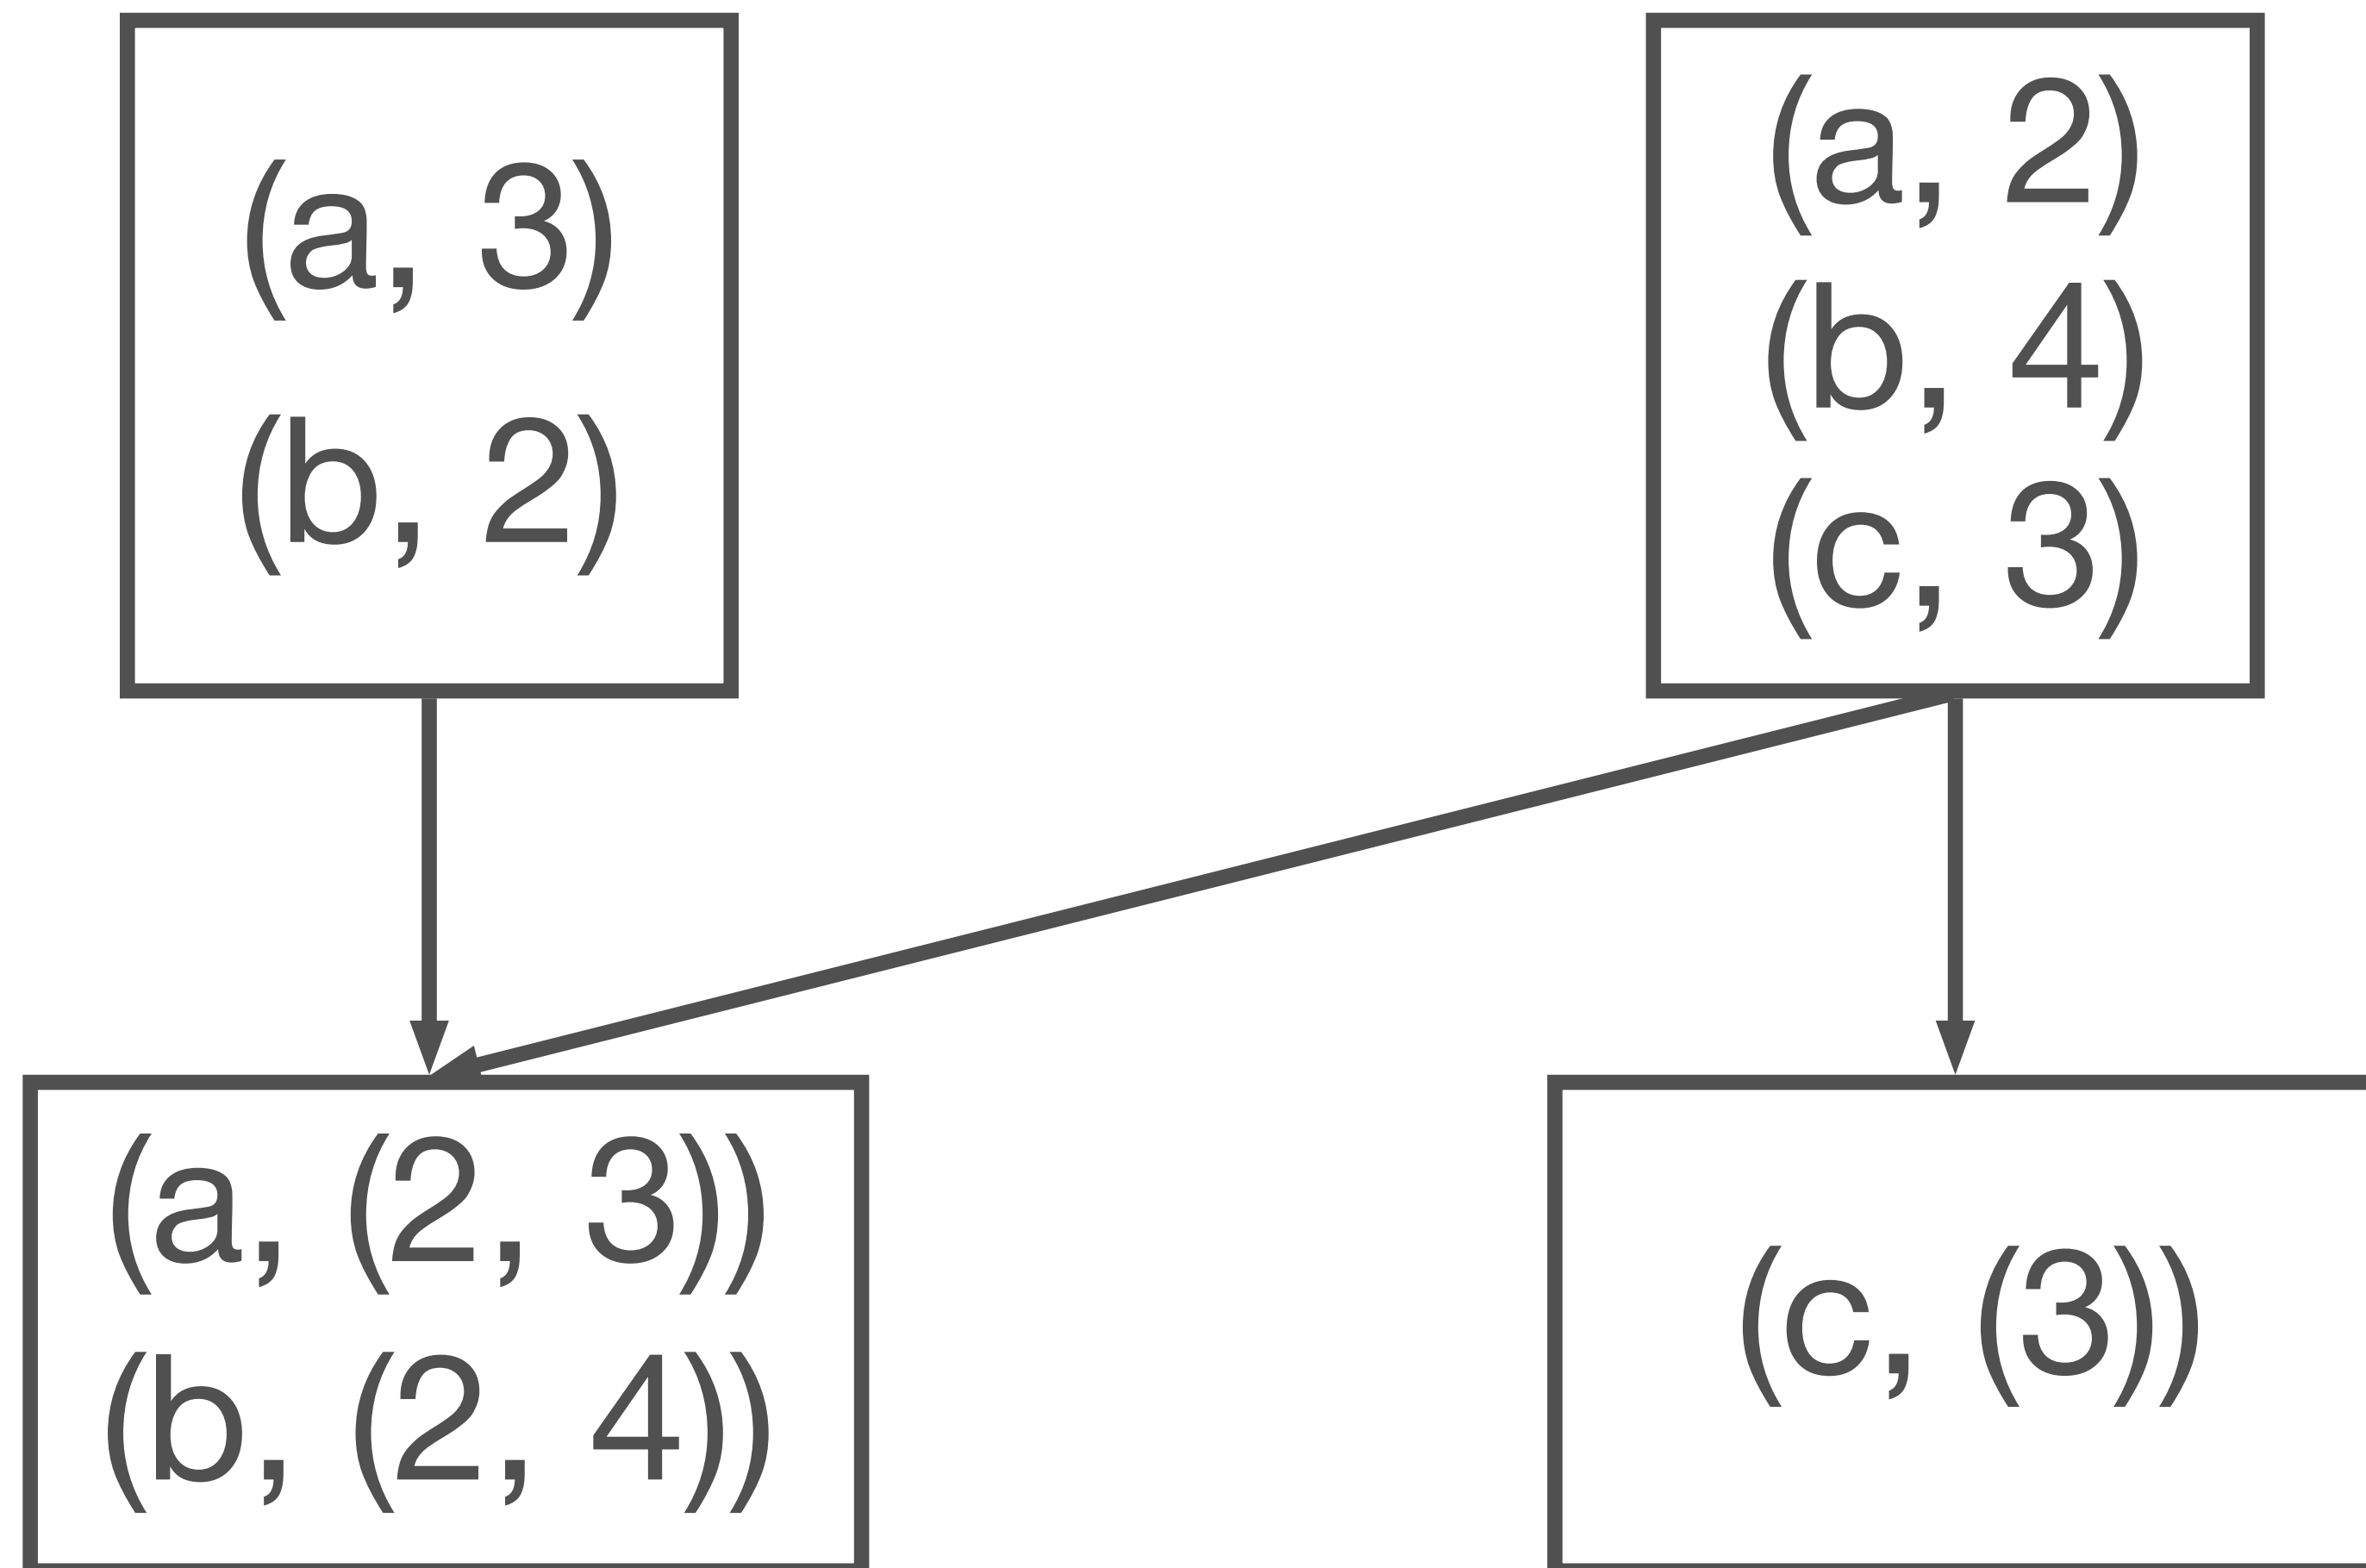 (a, 3)
(b, 2)
(a, 2)
(b, 4)
(c, 3)
(a, (2, 3))
(b, (2, 4))
(c, (3))